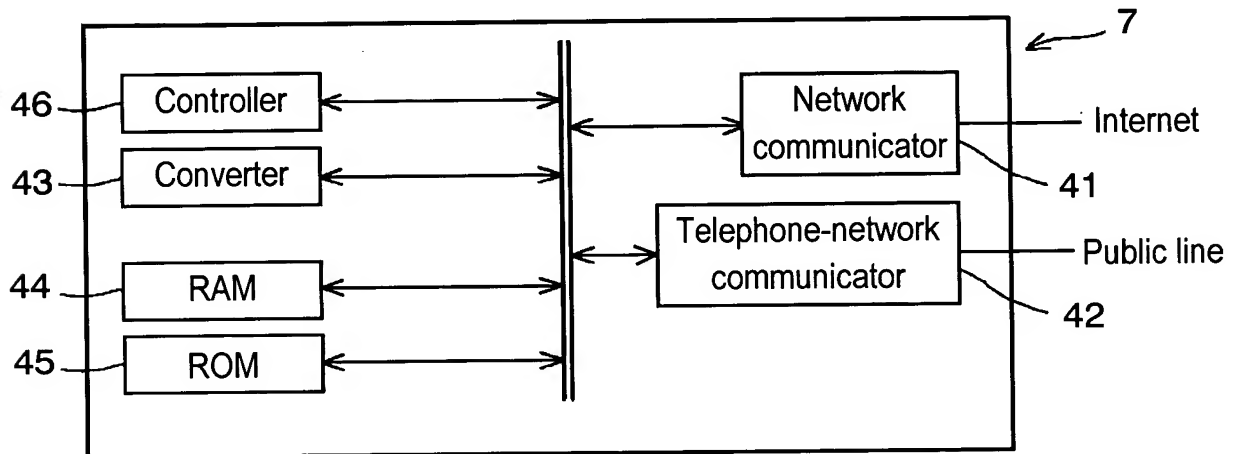 7
46
Controller
Network
communicator
Internet
43
Converter
41
Telephone-network
communicator
Public line
44
RAM
42
45
ROM